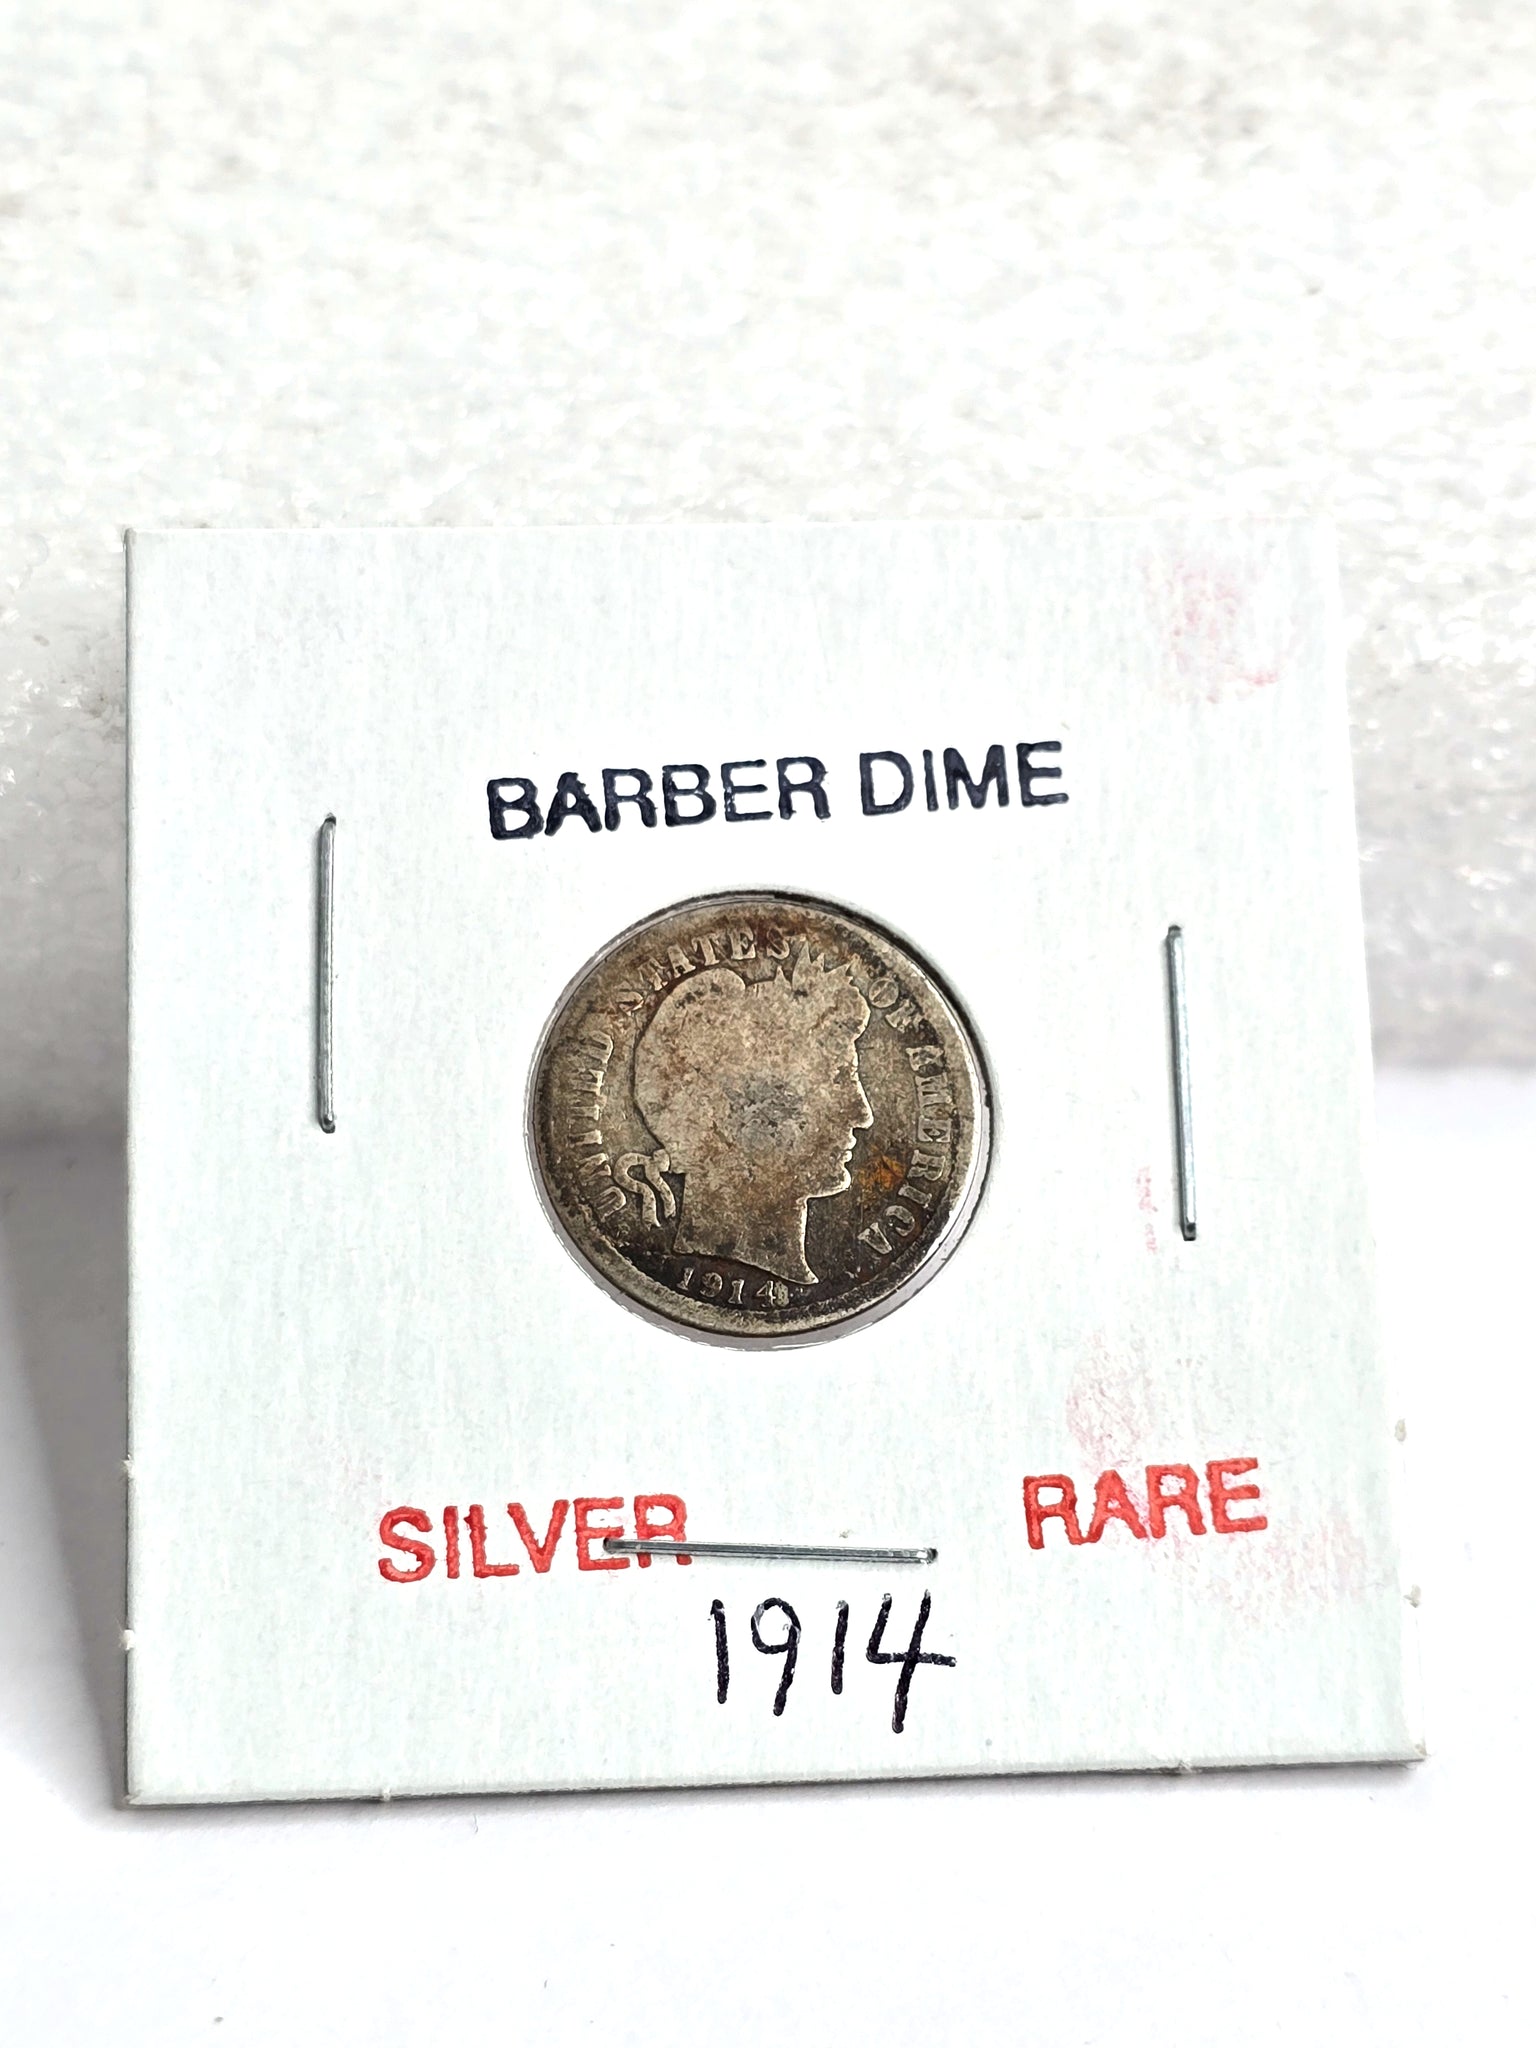 BARBER DIME
UNITED STATES OF AMERICA
1914
SILVER
RARE
1914